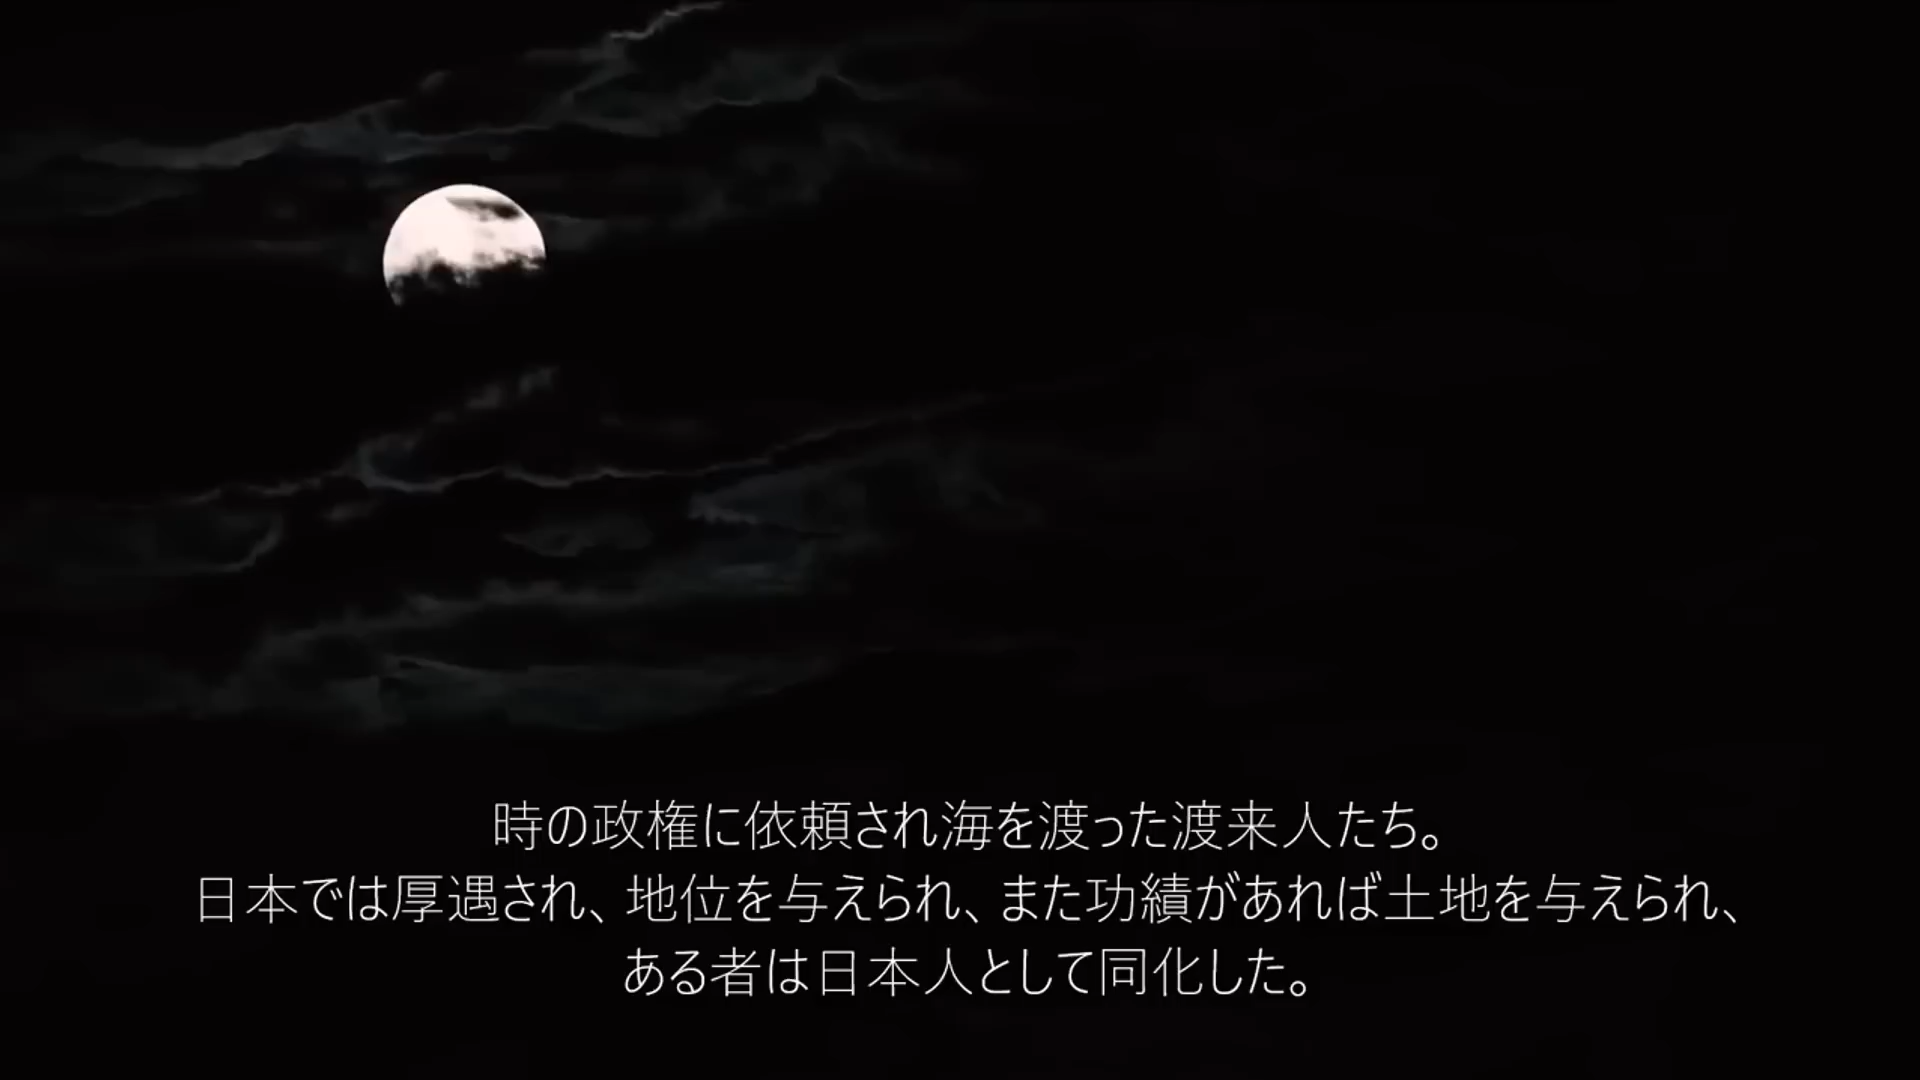 時の政権に依頼され海を渡った渡来人たち。
日本では厚遇され、地位を与えられ、また功績があれば土地を与えられ、
ある者は日本人として同化した。